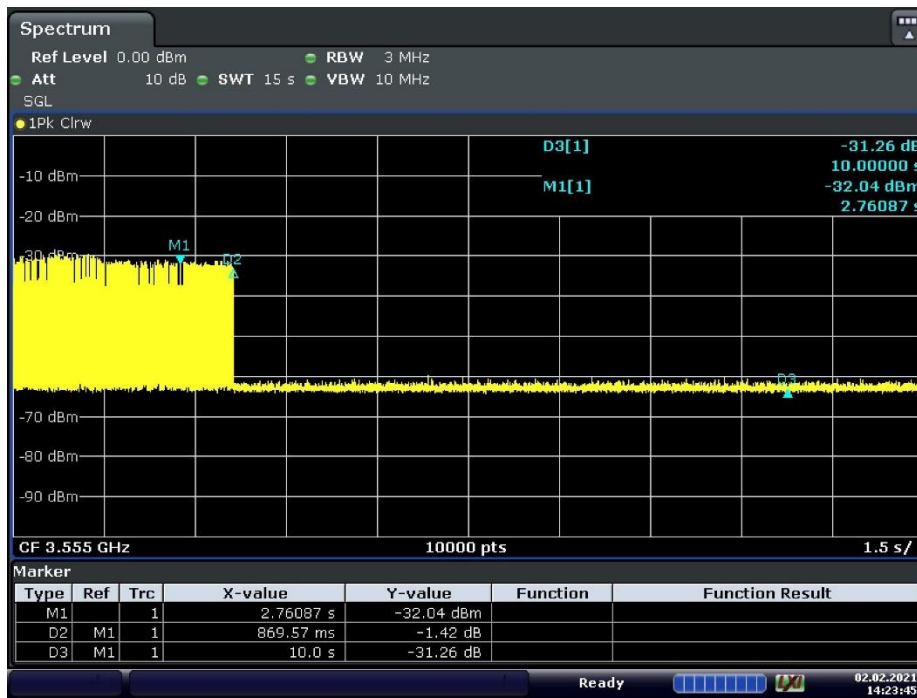 Spectrum
Ref Level 0.00 dBm RBW 3 MHz
Att 10 dB SWT 15 s VBW 10 MHz
SGL
1Pk Clrw
D3[1] -31.26 dB
10.00000 s
-10 dBm
M1[1] -32.04 dBm
2.76087 s
-20 dBm
M1
-30 dBm D2
D3
-70 dBm
-80 dBm
-90 dBm
CF 3.555 GHz 10000 pts 1.5 s/
Marker
Type Ref Trc X-value Y-value Function Function Result
M1 1 2.76087 s -32.04 dBm
D2 M1 1 869.57 ms -1.42 dB
D3 M1 1 10.0 s -31.26 dB
Ready LXI 02.02.2021
14:23:45